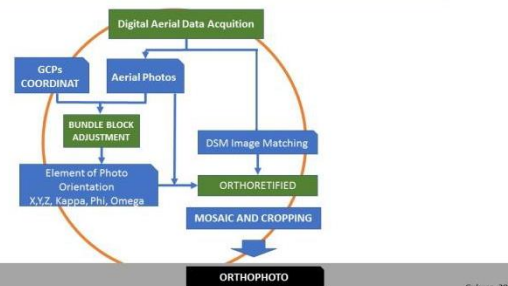 Digital Aerial Data Acquition
GCPs
COORDINAT
Aerial Photos
BUNDLE BLOCK
ADJUSTMENT
DSM Image Matching
Element of Photo
Orientation
X,Y,Z, Kappa, Phi, Omega
ORTHORETIFIED
MOSAIC AND CROPPING
ORTHOPHOTO